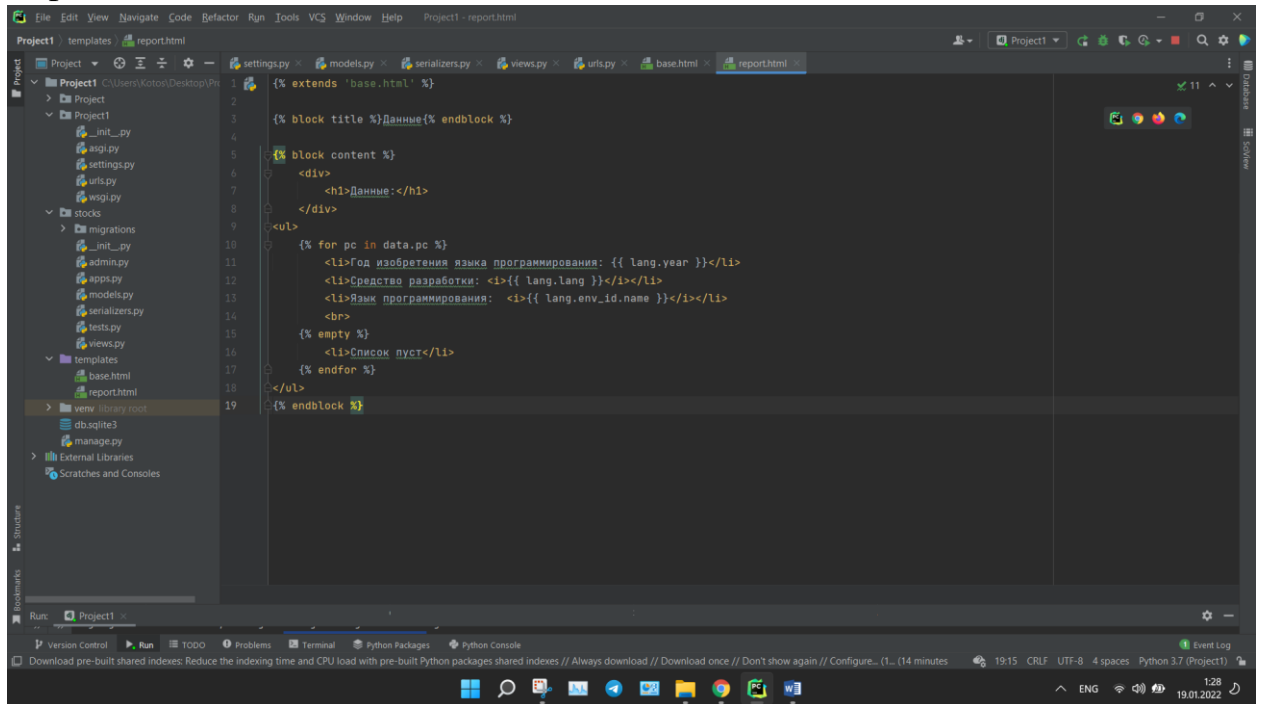 File Edit View Navigate Code Refactor Run Tools VCS Window Help Project1 - report.html
Project1 templates report.html Project1
Project settings.py models.py serializers.py views.py urls.py base.html report.html
Project1 C:\Users\Kotos\Desktop\Pr
Project
Project1
__init__.py
asgi.py
settings.py
urls.py
wsgi.py
stocks
migrations
__init__.py
admin.py
apps.py
models.py
serializers.py
tests.py
views.py
templates
base.html
report.html
venv library root
db.sqlite3
manage.py
External Libraries
Scratches and Consoles
1 {% extends 'base.html' %}
2
3 {% block title %}Данные{% endblock %}
4
5 {% block content %}
6 <div>
7 <h1>Данные:</h1>
8 </div>
9 <ul>
10 {% for pc in data.pc %}
11 <li>Год изобретения языка программирования: {{ lang.year }}</li>
12 <li>Средство разработки: <i>{{ lang.lang }}</i></li>
13 <li>Язык программирования: <i>{{ lang.env_id.name }}</i></li>
14 <br>
15 {% empty %}
16 <li>Список пуст</li>
17 {% endfor %}
18 </ul>
19 {% endblock %}
11
Project
Structure
Bookmarks
Database
SciView
Run: Project1
Version Control Run TODO Problems Terminal Python Packages Python Console Event Log
Download pre-built shared indexes: Reduce the indexing time and CPU load with pre-built Python packages shared indexes // Always download // Download once // Don't show again // Configure... (1... (14 minutes 19:15 CRLF UTF-8 4 spaces Python 3.7 (Project1)
ENG 1:28
19.01.2022